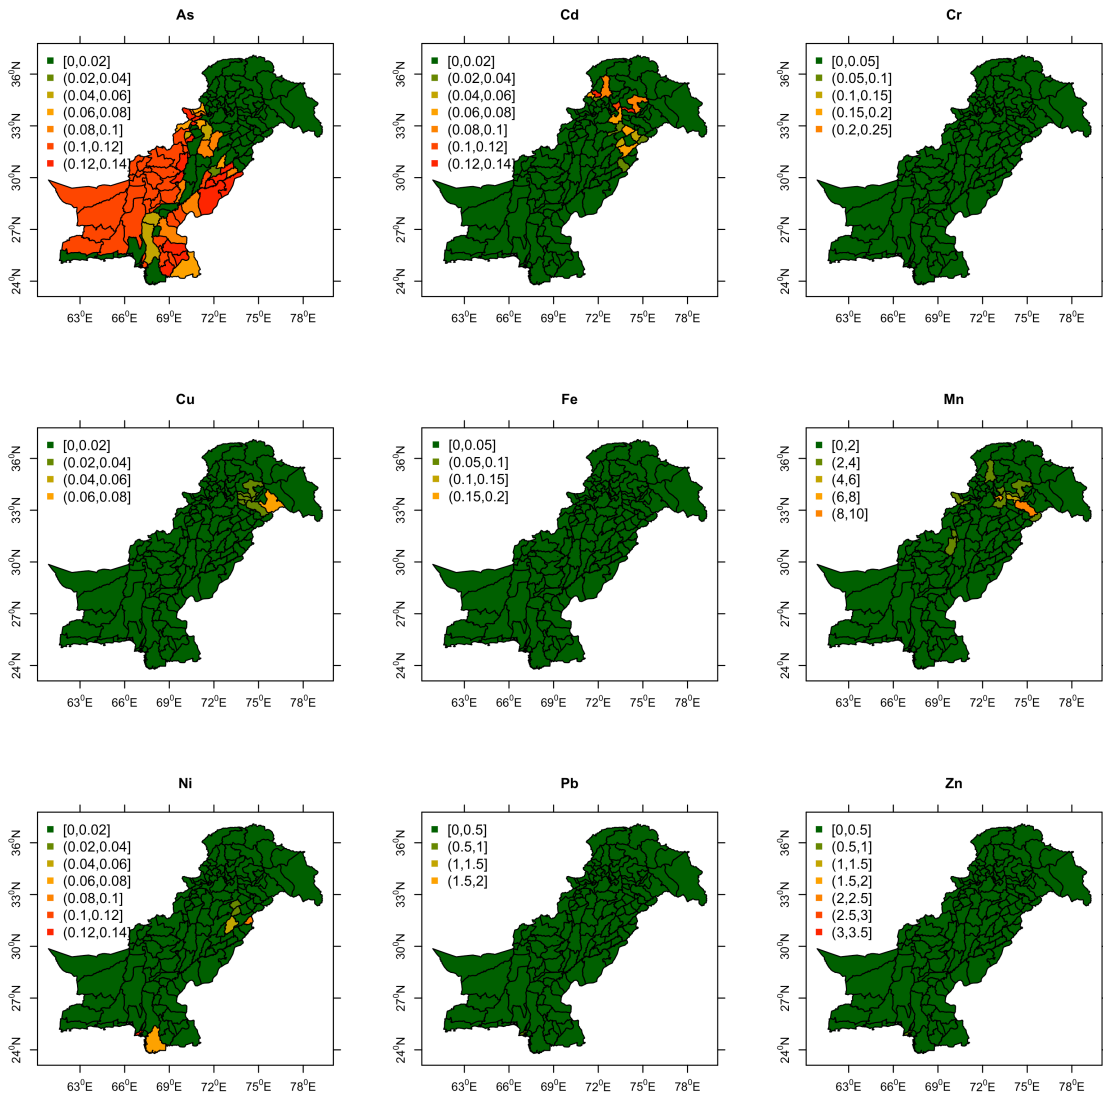 As
[0,0.02]
(0.02,0.04]
(0.04,0.06]
(0.06,0.08]
(0.08,0.1]
(0.1,0.12]
(0.12,0.14]
36⁰N
33⁰N
30⁰N
27⁰N
24⁰N
63⁰E 66⁰E 69⁰E 72⁰E 75⁰E 78⁰E
Cd
[0,0.02]
(0.02,0.04]
(0.04,0.06]
(0.06,0.08]
(0.08,0.1]
(0.1,0.12]
(0.12,0.14]
36⁰N
33⁰N
30⁰N
27⁰N
24⁰N
63⁰E 66⁰E 69⁰E 72⁰E 75⁰E 78⁰E
Cr
[0,0.05]
(0.05,0.1]
(0.1,0.15]
(0.15,0.2]
(0.2,0.25]
36⁰N
33⁰N
30⁰N
27⁰N
24⁰N
63⁰E 66⁰E 69⁰E 72⁰E 75⁰E 78⁰E
Cu
[0,0.02]
(0.02,0.04]
(0.04,0.06]
(0.06,0.08]
36⁰N
33⁰N
30⁰N
27⁰N
24⁰N
63⁰E 66⁰E 69⁰E 72⁰E 75⁰E 78⁰E
Fe
[0,0.05]
(0.05,0.1]
(0.1,0.15]
(0.15,0.2]
36⁰N
33⁰N
30⁰N
27⁰N
24⁰N
63⁰E 66⁰E 69⁰E 72⁰E 75⁰E 78⁰E
Mn
[0,2]
(2,4]
(4,6]
(6,8]
(8,10]
36⁰N
33⁰N
30⁰N
27⁰N
24⁰N
63⁰E 66⁰E 69⁰E 72⁰E 75⁰E 78⁰E
Ni
[0,0.02]
(0.02,0.04]
(0.04,0.06]
(0.06,0.08]
(0.08,0.1]
(0.1,0.12]
(0.12,0.14]
36⁰N
33⁰N
30⁰N
27⁰N
24⁰N
63⁰E 66⁰E 69⁰E 72⁰E 75⁰E 78⁰E
Pb
[0,0.5]
(0.5,1]
(1,1.5]
(1.5,2]
36⁰N
33⁰N
30⁰N
27⁰N
24⁰N
63⁰E 66⁰E 69⁰E 72⁰E 75⁰E 78⁰E
Zn
[0,0.5]
(0.5,1]
(1,1.5]
(1.5,2]
(2,2.5]
(2.5,3]
(3,3.5]
36⁰N
33⁰N
30⁰N
27⁰N
24⁰N
63⁰E 66⁰E 69⁰E 72⁰E 75⁰E 78⁰E